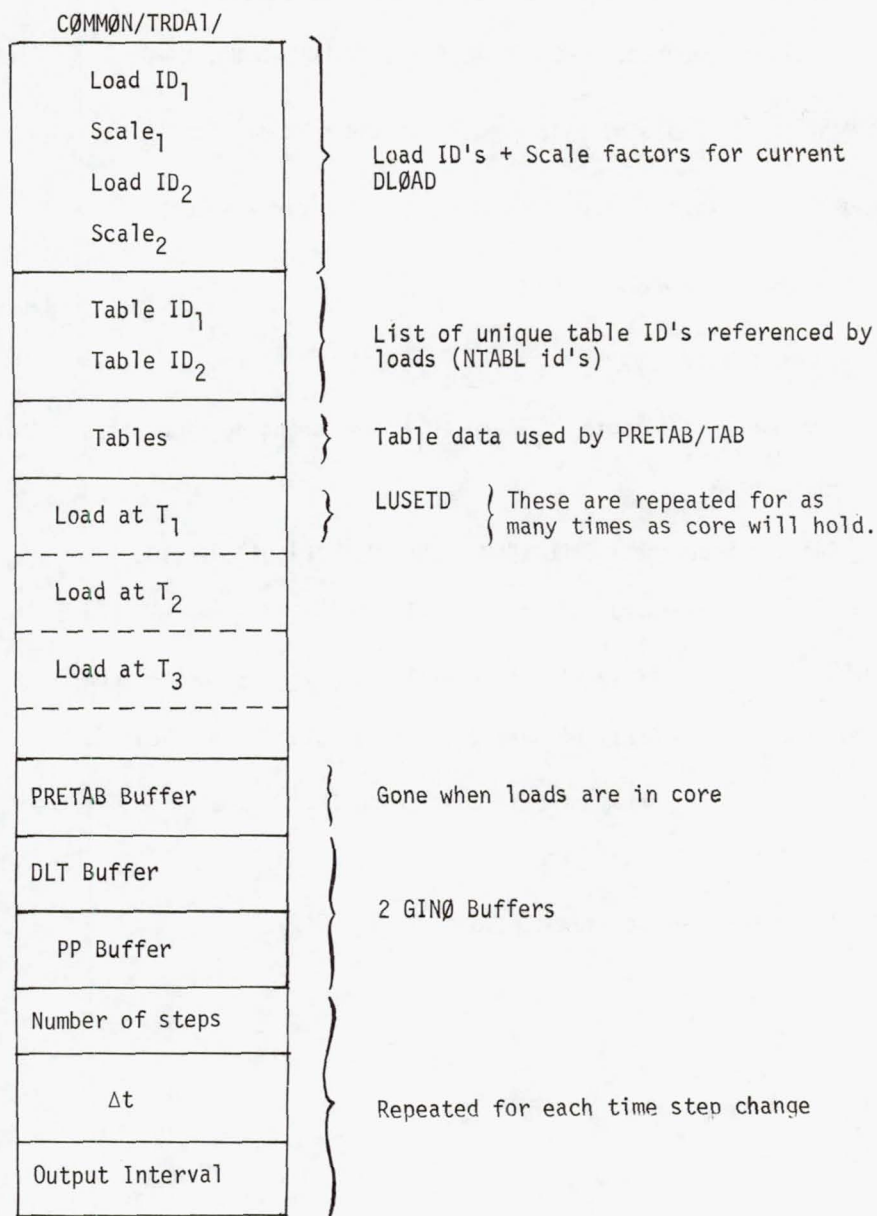 CØMMØN/TRDA1/
Load ID1
Scale1
Load ID2
Scale2
Load ID's + Scale factors for current
DLØAD
Table ID1
Table ID2
List of unique table ID's referenced by
loads (NTABL id's)
Tables
Table data used by PRETAB/TAB
Load at T1
LUSETD
These are repeated for as
many times as core will hold.
Load at T2
Load at T3
PRETAB Buffer
Gone when loads are in core
DLT Buffer
2 GINØ Buffers
PP Buffer
Number of steps
Δt
Repeated for each time step change
Output Interval